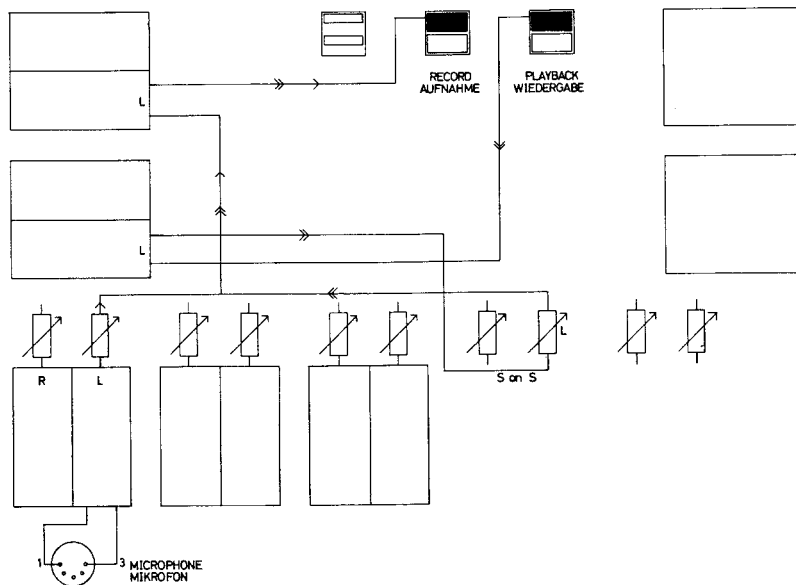 RECORD
AUFNAHME
PLAYBACK
WIEDERGABE
L
L
L
R L
S on S
1 3 MICROPHONE
MIKROFON